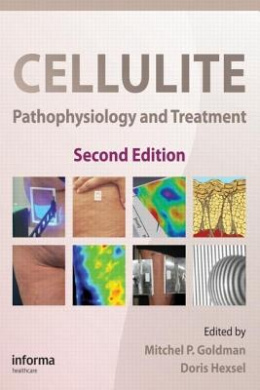 CELLULITE
Pathophysiology and Treatment
Second Edition
Edited by
Mitchel P. Goldman
Doris Hexsel
informa
healthcare